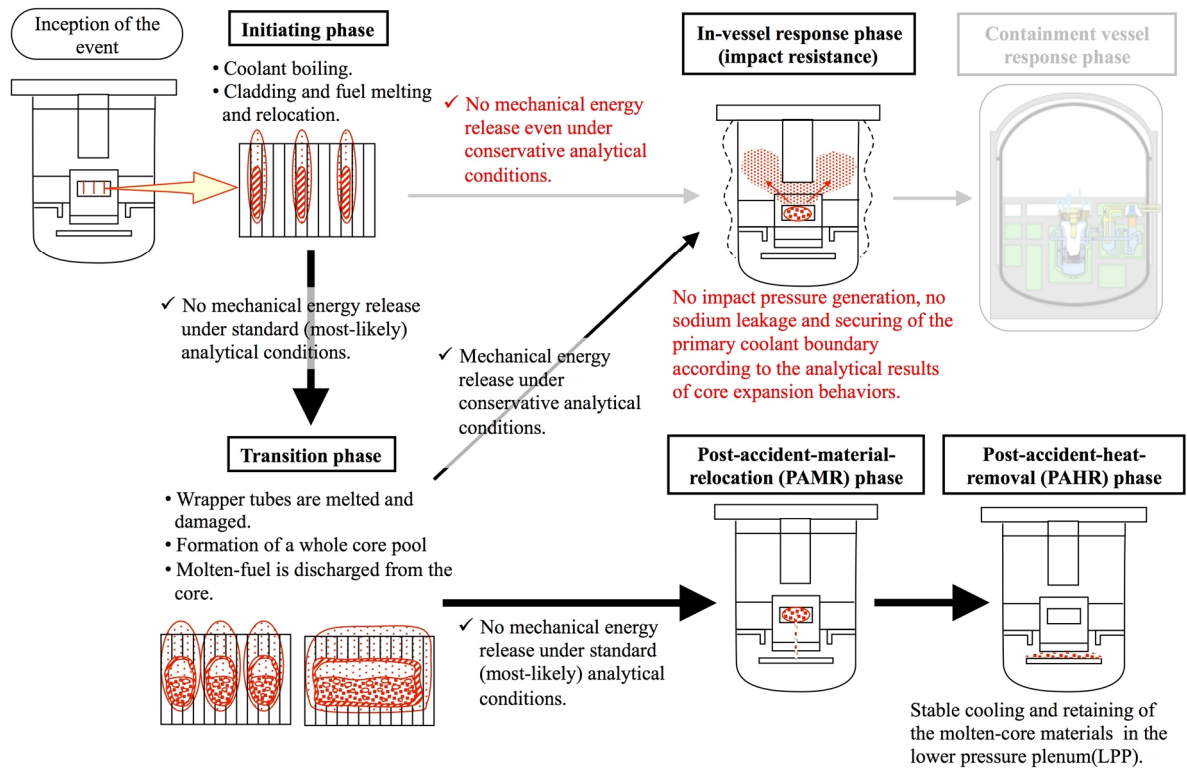 Inception of the
event
Initiating phase
• Coolant boiling.
• Cladding and fuel melting
and relocation.
✓ No mechanical energy
release even under
conservative analytical
conditions.
In-vessel response phase
(impact resistance)
Containment vessel
response phase
✓ No mechanical energy release
under standard (most-likely)
analytical conditions.
✓ Mechanical energy
release under
conservative analytical
conditions.
No impact pressure generation, no
sodium leakage and securing of the
primary coolant boundary
according to the analytical results
of core expansion behaviors.
Transition phase
• Wrapper tubes are melted and
damaged.
• Formation of a whole core pool
• Molten-fuel is discharged from the
core.
✓ No mechanical energy
release under standard
(most-likely) analytical
conditions.
Post-accident-material-
relocation (PAMR) phase
Post-accident-heat-
removal (PAHR) phase
Stable cooling and retaining of
the molten-core materials in the
lower pressure plenum(LPP).